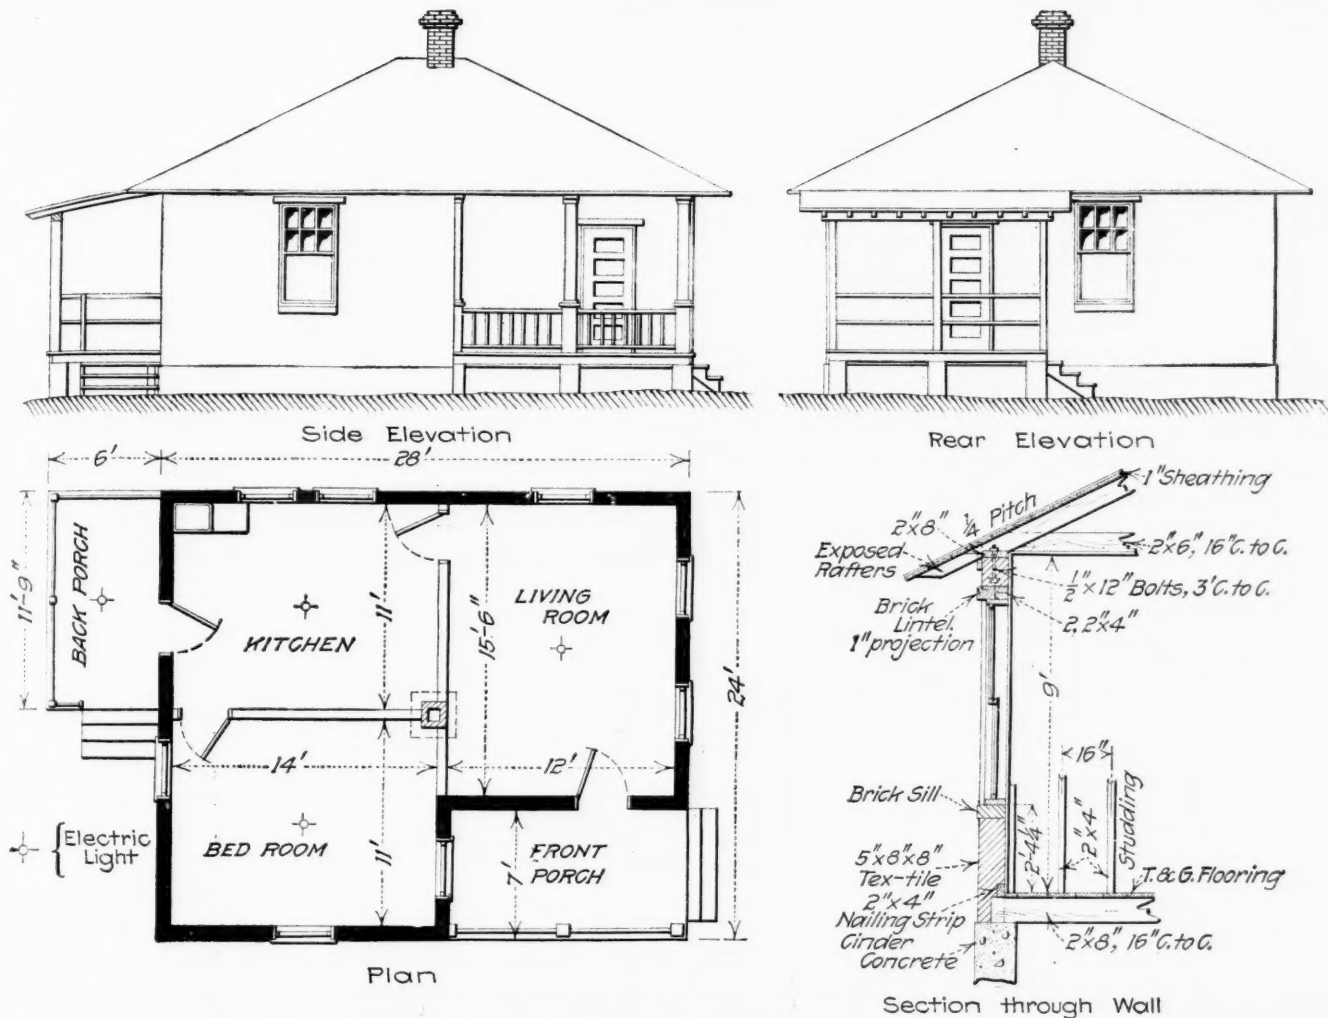 Side Elevation
Rear Elevation
6'
28'
11'-9"
BACK PORCH
KITCHEN
11'
15'-6"
LIVING
ROOM
24'
14'
12'
BED ROOM
11'
7'
FRONT
PORCH
Electric
Light
Plan
1" Sheathing
1/4 Pitch
2"x8"
Exposed
Rafters
2"x6", 16" C. to C.
1/2"x12" Bolts, 3' C. to C.
Brick
Lintel.
1" projection
2, 2"x4"
9'
16"
Brick Sill
2'-4 1/4"
2"x4"
Studding
5"x8"x8"
Tex-tile
T. & G. Flooring
2"x4"
Nailing Strip
Cinder
Concrete
2"x8", 16" C. to C.
Section through Wall